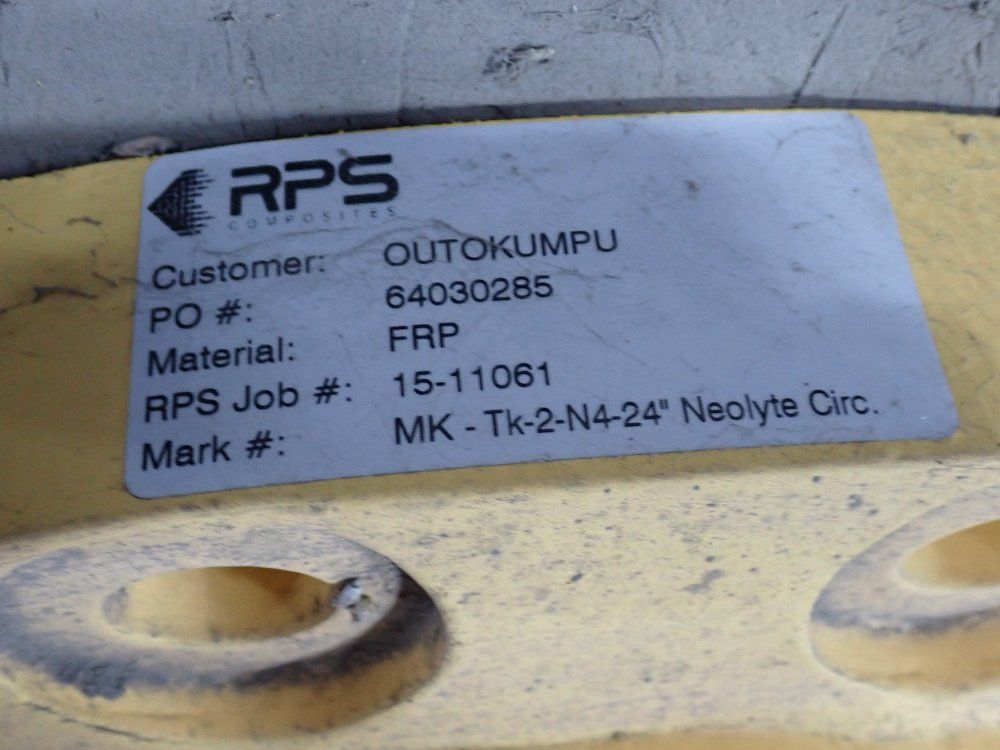 RPS
COMPOSITES
Customer: OUTOKUMPU
PO #: 64030285
Material: FRP
RPS Job #: 15-11061
Mark #: MK - Tk-2-N4-24" Neolyte Circ.